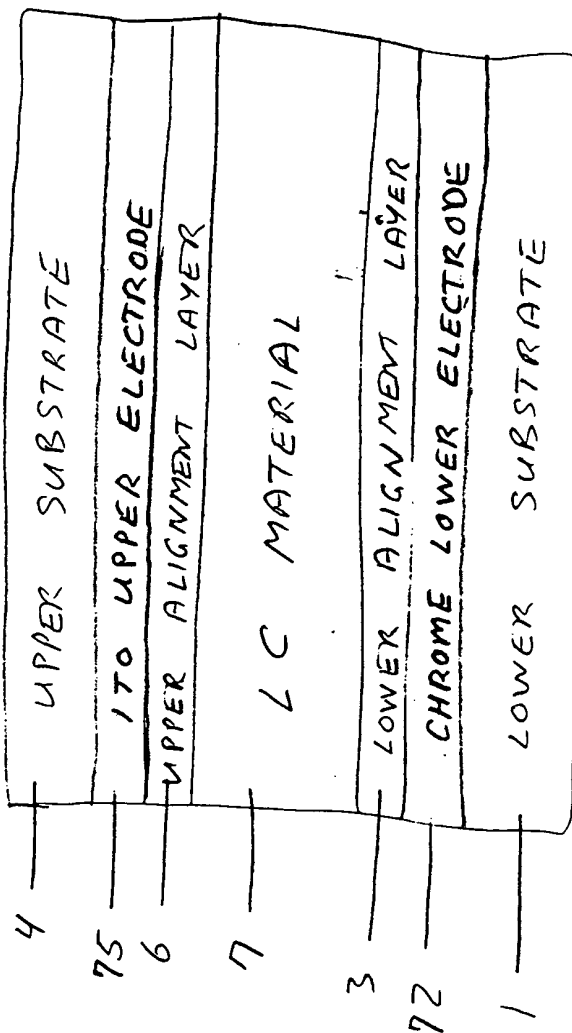 4 UPPER SUBSTRATE
75 ITO UPPER ELECTRODE
6 UPPER ALIGNMENT LAYER
7 LC MATERIAL
3 LOWER ALIGNMENT LAYER
72 CHROME LOWER ELECTRODE
1 LOWER SUBSTRATE